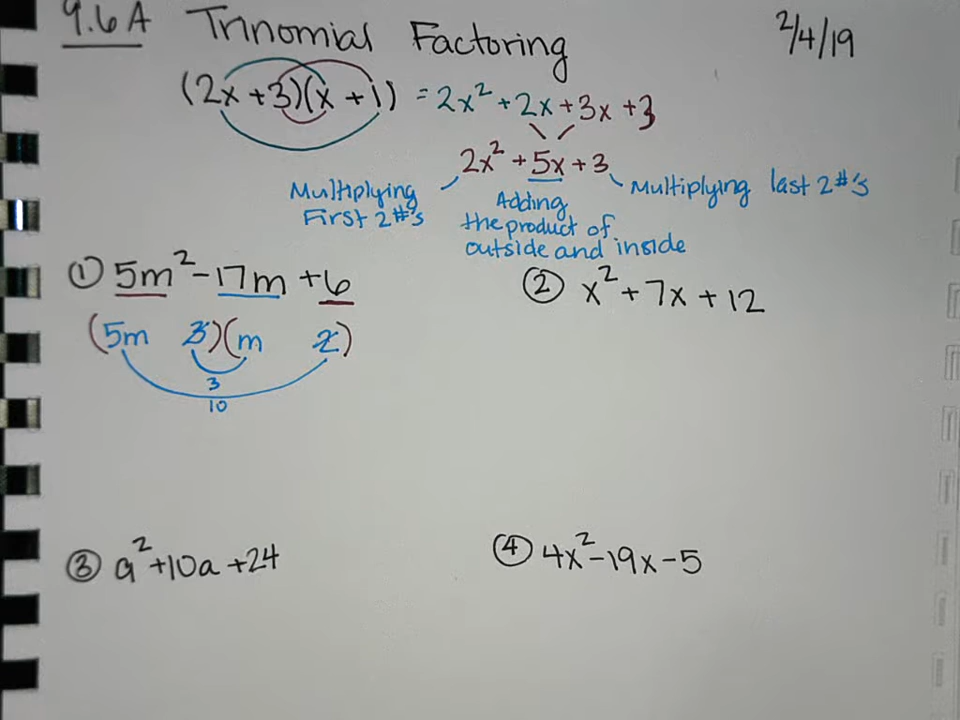 9.6A Trinomial Factoring 2/4/19
(2x + 3)(x + 1) = 2x² + 2x + 3x + 3
2x² + 5x + 3
Multiplying First 2 #'s
Adding the product of outside and inside
Multiplying last 2 #'s
① 5m² - 17m + 6
(5m 3)(m 2)
3
10
② x² + 7x + 12
③ a² + 10a + 24
④ 4x² - 19x - 5